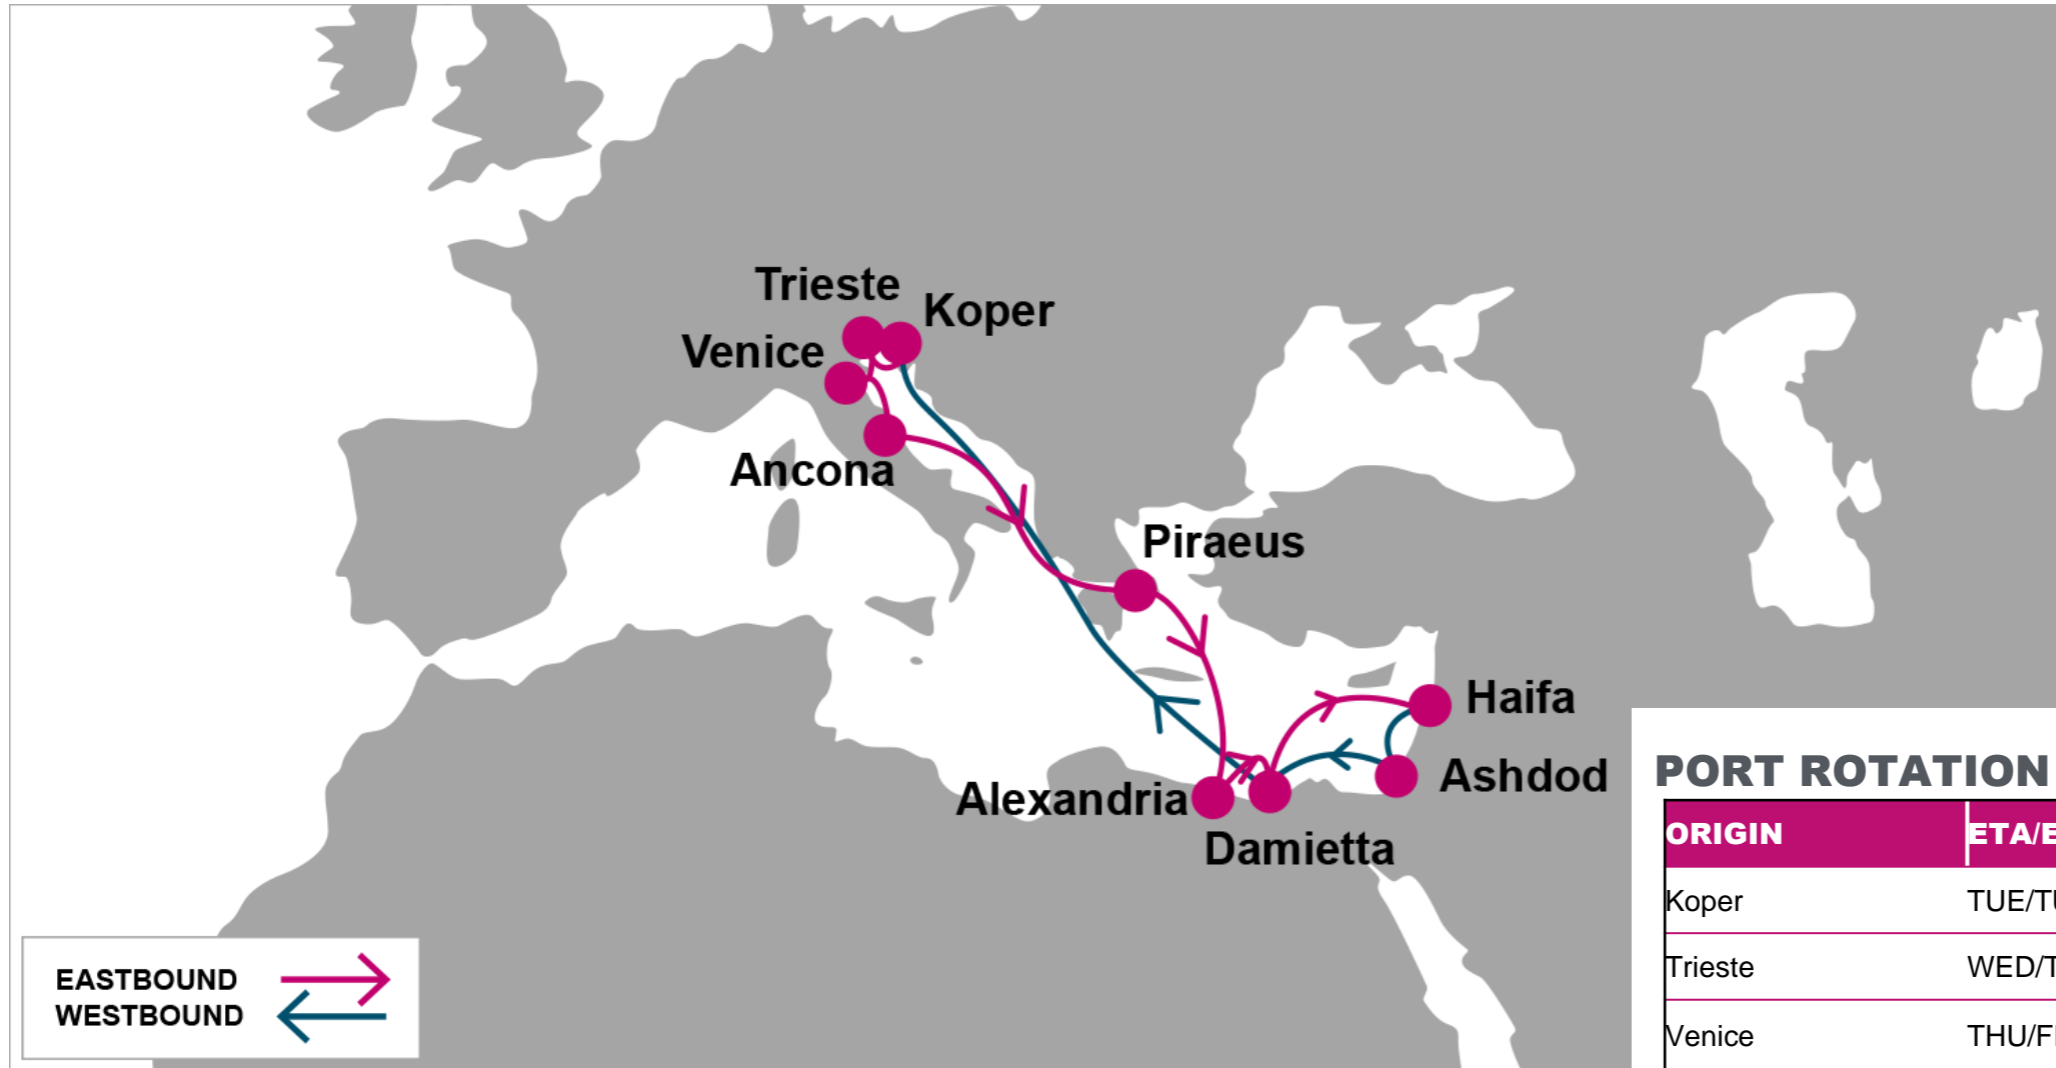 Trieste
Koper
Venice
Ancona
Piraeus
Haifa
Ashdod
Alexandria
Damietta
EASTBOUND
WESTBOUND
PORT ROTATION
ORIGIN
Koper
Trieste
Venice